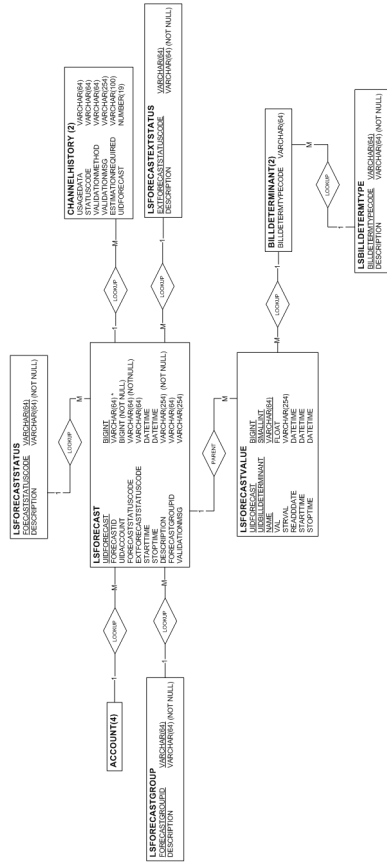 ACCOUNT(4)
1
LOOKUP
M
LSFORECASTGROUP
FORECASTGROUPID VARCHAR(64)
DESCRIPTION VARCHAR(64) (NOT NULL)
1
LOOKUP
M
LSFORECASTSTATUS
FOECASTSTATUSCODE VARCHAR(64)
DESCRIPTION VARCHAR(64) (NOT NULL)
1
LOOKUP
M
LSFORECAST
UIDFORECAST BIGINT
FORECASTID VARCHAR(64) *
UIDACCOUNT BIGINT (NOT NULL)
FORECASTSTATUSCODE VARCHAR(64) (NOTNULL)
EXTFORECASTSTATUSCODE VARCHAR(64)
STARTTIME DATETIME
STOPTIME DATETIME
DESCRIPTION VARCHAR(254) (NOT NULL)
FORECASTGROUPID VARCHAR(64)
VALIDATIONMSG VARCHAR(254)
1
LOOKUP
M
CHANNELHISTORY (2)
USAGEDATA VARCHAR(64)
STATUSCODE VARCHAR(64)
VALIDATIONMETHOD VARCHAR(64)
VALIDATIONMSG VARCHAR(254)
ESTIMATIONREQUIRED VARCHAR(100)
UIDFORECAST NUMBER(19)
M
LOOKUP
1
LSFORECASTEXTSTATUS
EXTFORECASTSTATUSCODE VARCHAR(64)
DESCRIPTION VARCHAR(64) (NOT NULL)
1
PARENT
M
LSFORECASTVALUE
UIDFORECAST BIGINT
UIDBILLDETERMINANT SMALLINT
NAME VARCHAR(64)
VAL FLOAT
STRVAL VARCHAR(254)
READDATE DATETIME
STARTTIME DATETIME
STOPTIME DATETIME
M
LOOKUP
1
BILLDETERMINANT(2)
BILLDETERMTYPECODE VARCHAR(64)
M
LOOKUP
1
LSBILLDETERMTYPE
BILLDETERMTYPECODE VARCHAR(64)
DESCRIPTION VARCHAR(64) (NOT NULL)